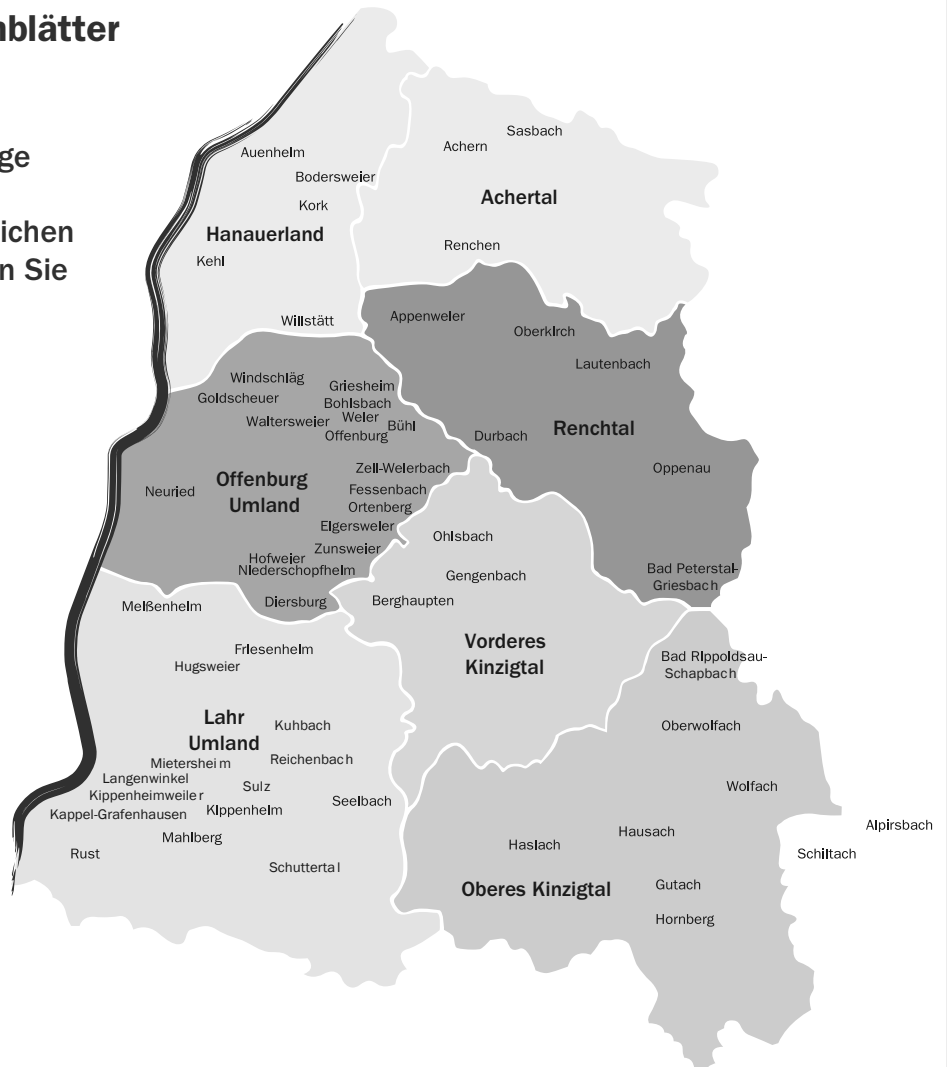 nblätter
ge
ichen
n Sie
Auenheim
Bodersweier
Kork
Hanauerland
Kehl
Willstätt
Sasbach
Achern
Achertal
Renchen
Appenweier
Oberkirch
Lautenbach
Durbach
Renchtal
Oppenau
Bad Peterstal-
Griesbach
Windschläg
Griesheim
Goldscheuer
Bohlsbach
Waltersweier
Weier
Bühl
Offenburg
Zell-Weierbach
Neuried
Offenburg
Umland
Fessenbach
Ortenberg
Elgersweier
Zunsweier
Hofweier
Niederschopfheim
Diersburg
Ohlsbach
Gengenbach
Berghaupten
Vorderes
Kinzigtal
Meißenheim
Friesenheim
Hugsweier
Lahr
Umland
Kuhbach
Mietersheim
Reichenbach
Langenwinkel
Sulz
Kippenheimweiler
Seelbach
Kappel-Grafenhausen
Kippenheim
Mahlberg
Rust
Schuttertal
Bad Rippoldsau-
Schapbach
Oberwolfach
Wolfach
Alpirsbach
Schiltach
Hausach
Haslach
Oberes Kinzigtal
Gutach
Hornberg